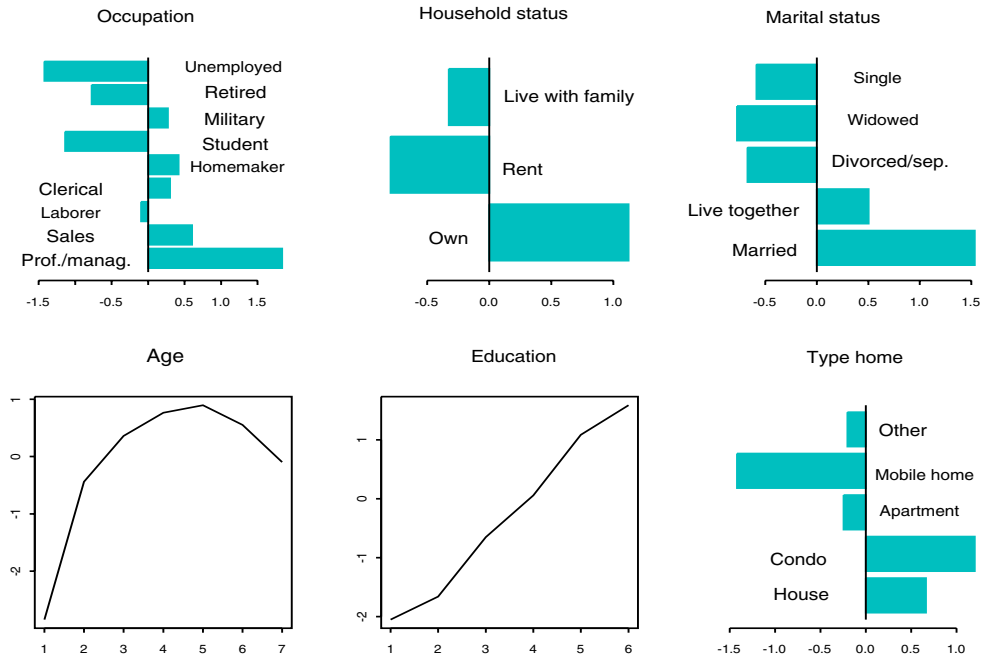 Occupation
Unemployed
Retired
Military
Student
Homemaker
Clerical
Laborer
Sales
Prof./manag.
-1.5 -0.5 0.5 1.0 1.5
Household status
Live with family
Rent
Own
-0.5 0.0 0.5 1.0
Marital status
Single
Widowed
Divorced/sep.
Live together
Married
-0.5 0.0 0.5 1.0 1.5
Age
1
0
-1
-2
1 2 3 4 5 6 7
Education
1
0
-1
-2
1 2 3 4 5 6
Type home
Other
Mobile home
Apartment
Condo
House
-1.5 -1.0 -0.5 0.0 0.5 1.0